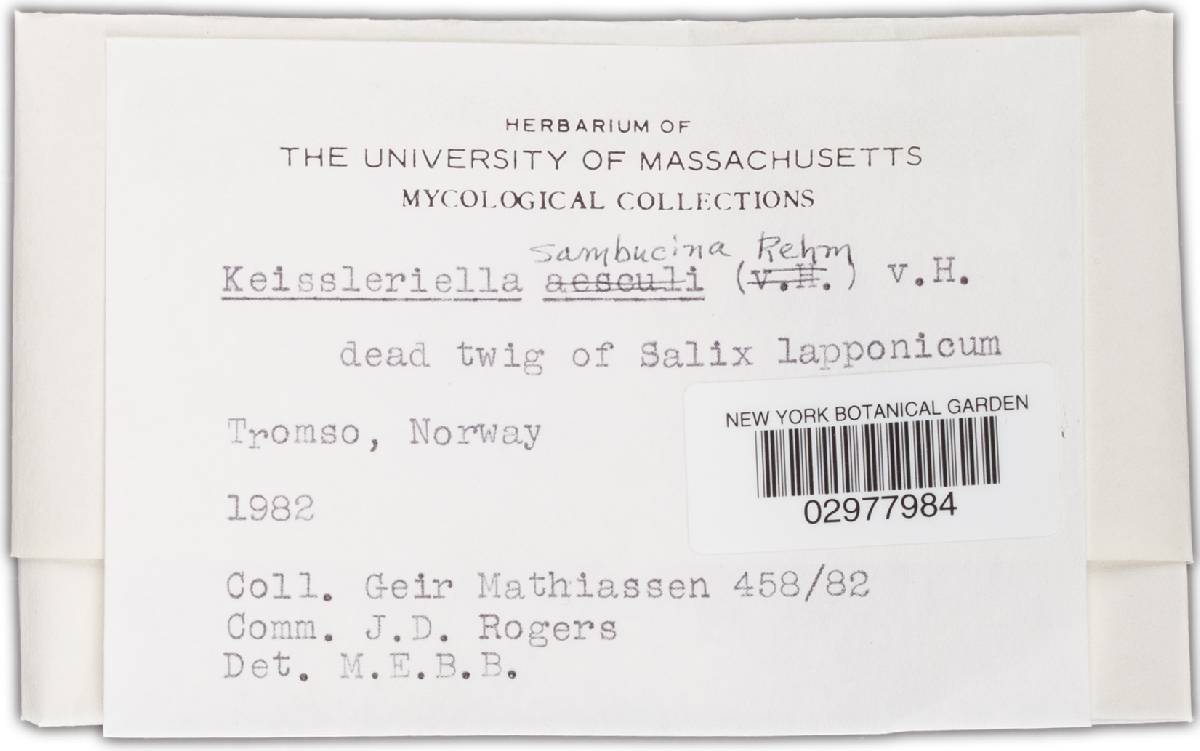 HERBARIUM OF
THE UNIVERSITY OF MASSACHUSETTS
MYCOLOGICAL COLLECTIONS
sambucina Rehm
Keissleriella aesculi (v.H.) v.H.
dead twig of Salix lapponicum
Tromso, Norway
1982
Coll. Geir Mathiassen 458/82
Comm. J.D. Rogers
Det. M.E.B.B.
NEW YORK BOTANICAL GARDEN
02977984